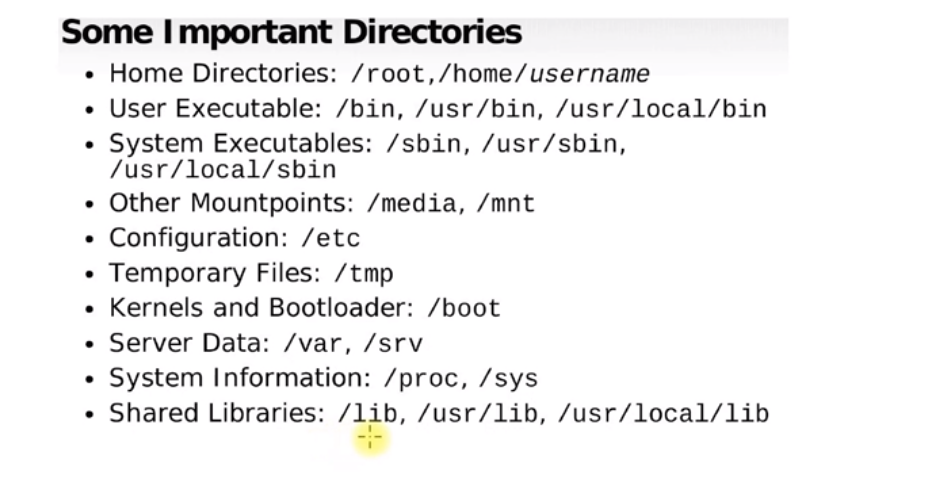 Some Important Directories
• Home Directories: /root,/home/username
• User Executable: /bin, /usr/bin, /usr/local/bin
• System Executables: /sbin, /usr/sbin,
/usr/local/sbin
• Other Mountpoints: /media, /mnt
• Configuration: /etc
• Temporary Files: /tmp
• Kernels and Bootloader: /boot
• Server Data: /var, /srv
• System Information: /proc, /sys
• Shared Libraries: /lib, /usr/lib, /usr/local/lib